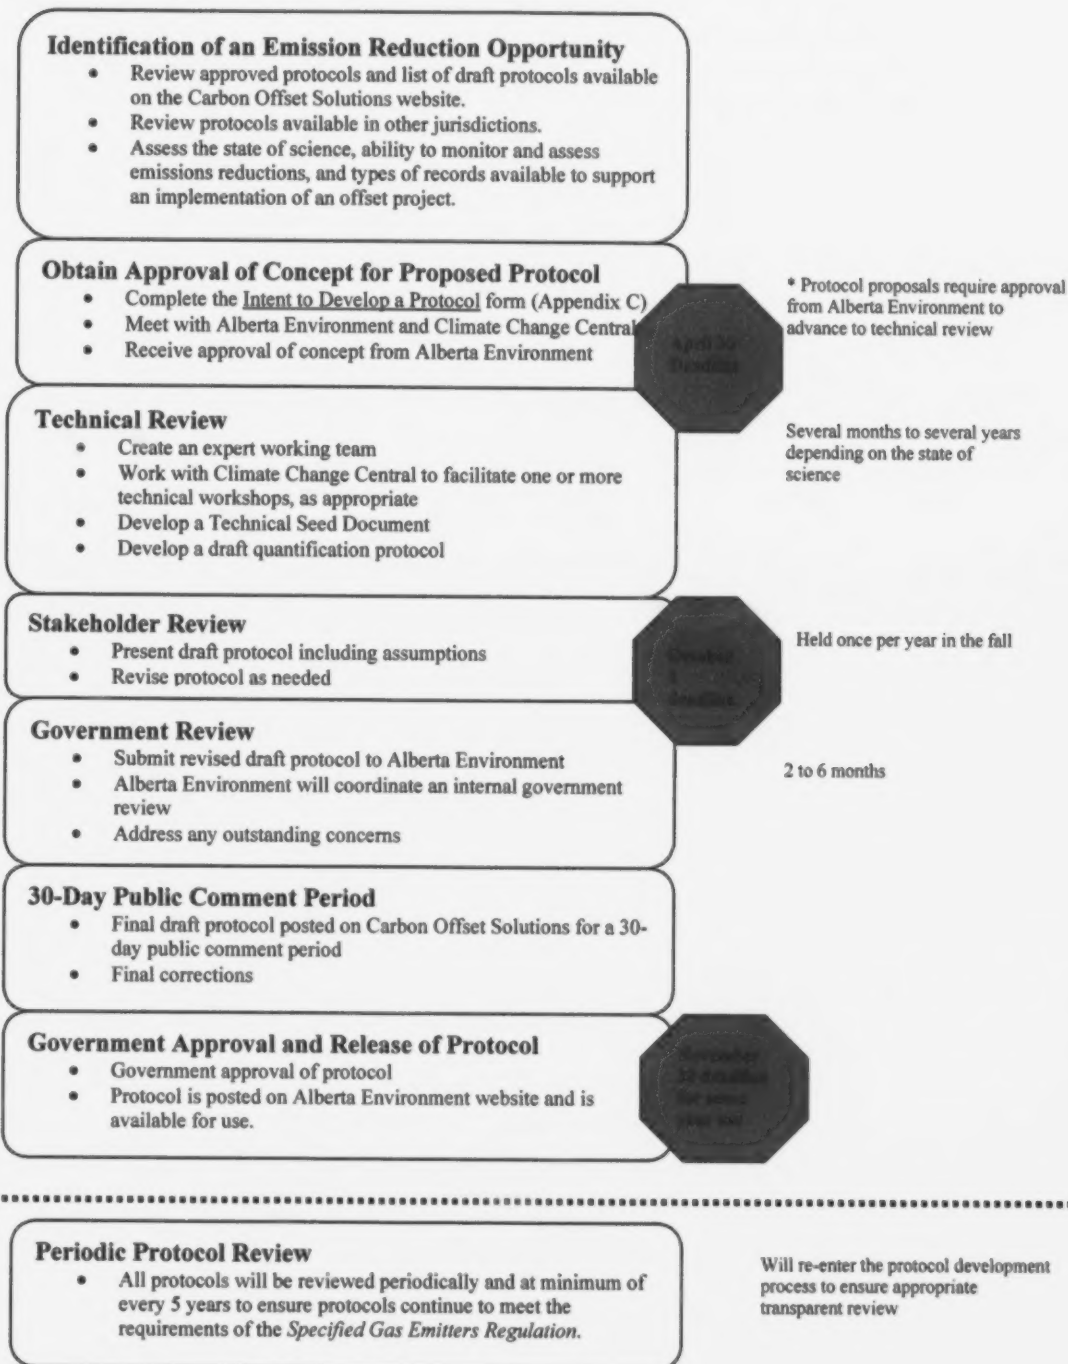 Identification of an Emission Reduction Opportunity
• Review approved protocols and list of draft protocols available
on the Carbon Offset Solutions website.
• Review protocols available in other jurisdictions.
• Assess the state of science, ability to monitor and assess
emissions reductions, and types of records available to support
an implementation of an offset project.
Obtain Approval of Concept for Proposed Protocol
• Complete the Intent to Develop a Protocol form (Appendix C)
• Meet with Alberta Environment and Climate Change Central
• Receive approval of concept from Alberta Environment
April 30
Deadline
* Protocol proposals require approval
from Alberta Environment to
advance to technical review
Technical Review
• Create an expert working team
• Work with Climate Change Central to facilitate one or more
technical workshops, as appropriate
• Develop a Technical Seed Document
• Develop a draft quantification protocol
Several months to several years
depending on the state of
science
Stakeholder Review
• Present draft protocol including assumptions
• Revise protocol as needed
deadline
Held once per year in the fall
Government Review
• Submit revised draft protocol to Alberta Environment
• Alberta Environment will coordinate an internal government
review
• Address any outstanding concerns
2 to 6 months
30-Day Public Comment Period
• Final draft protocol posted on Carbon Offset Solutions for a 30-
day public comment period
• Final corrections
Government Approval and Release of Protocol
• Government approval of protocol
• Protocol is posted on Alberta Environment website and is
available for use.
November
for same
Periodic Protocol Review
• All protocols will be reviewed periodically and at minimum of
every 5 years to ensure protocols continue to meet the
requirements of the Specified Gas Emitters Regulation.
Will re-enter the protocol development
process to ensure appropriate
transparent review